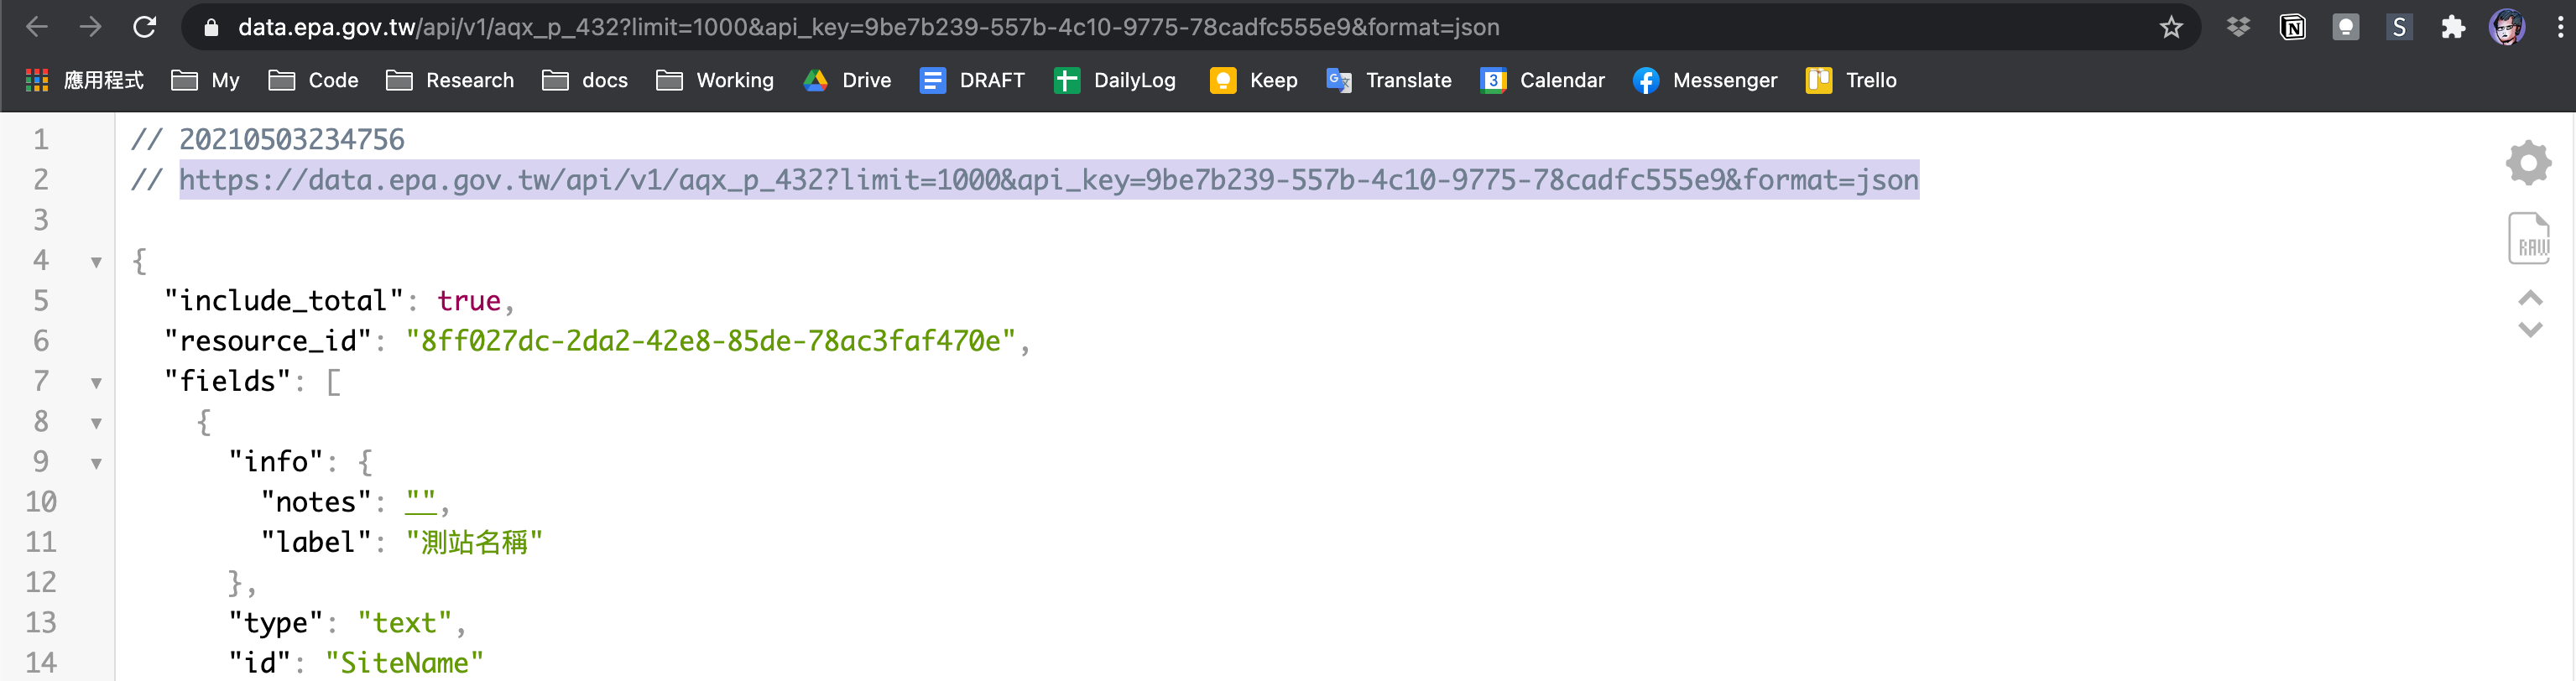 data.epa.gov.tw/api/v1/aqx_p_432?limit=1000&api_key=9be7b239-557b-4c10-9775-78cadfc555e9&format=json
N S
應用程式 My Code Research docs Working Drive DRAFT DailyLog Keep G Translate 3 Calendar Messenger Trello
1 // 20210503234756
2 // https://data.epa.gov.tw/api/v1/aqx_p_432?limit=1000&api_key=9be7b239-557b-4c10-9775-78cadfc555e9&format=json
3
4 {
5 "include_total": true,
6 "resource_id": "8ff027dc-2da2-42e8-85de-78ac3faf470e",
7 "fields": [
8 {
9 "info": {
10 "notes": "",
11 "label": "測站名稱"
12 },
13 "type": "text",
14 "id": "SiteName"
RAW